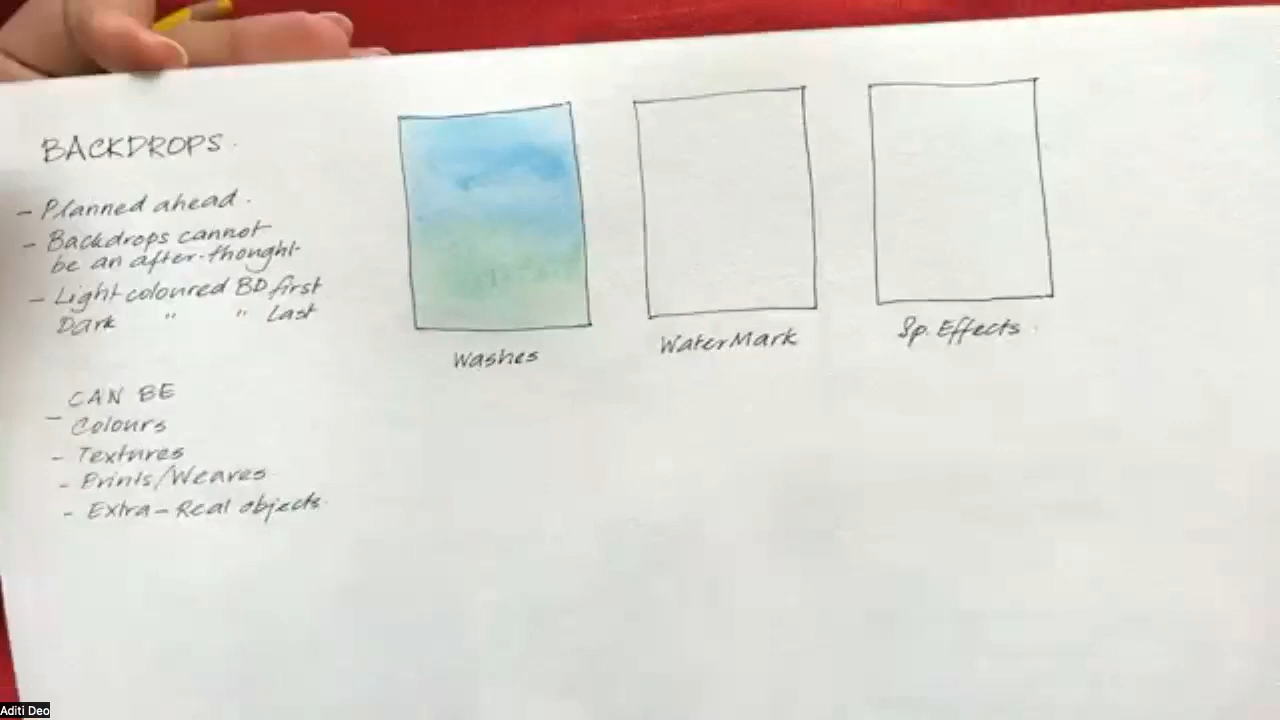 BACKDROPS.
- Planned ahead.
- Backdrops cannot
be an after-thought
- Light coloured BD first
Dark " " Last
CAN BE
- Colours
- Textures
- Prints/Weaves
- Extra-Real objects.
Washes
WaterMark
Sp. Effects.
Aditi Deo